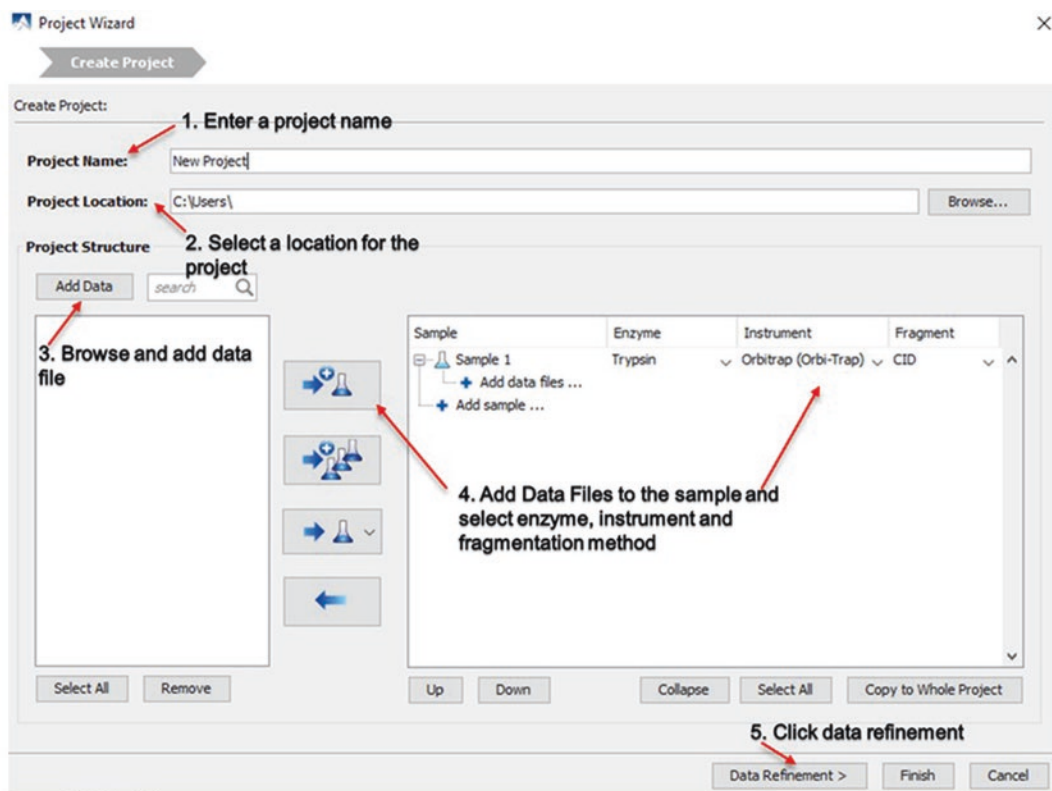 Project Wizard
Create Project
Create Project:
1. Enter a project name
Project Name:
New Project
Project Location:
C:\Users\
Browse...
2. Select a location for the
project
Project Structure
Add Data
search
3. Browse and add data
file
Sample
Enzyme
Instrument
Fragment
Sample 1
Trypsin
Orbitrap (Orbi-Trap)
CID
Add data files ...
Add sample ...
4. Add Data Files to the sample and
select enzyme, instrument and
fragmentation method
Select All
Remove
Up
Down
Collapse
Select All
Copy to Whole Project
5. Click data refinement
Data Refinement >
Finish
Cancel